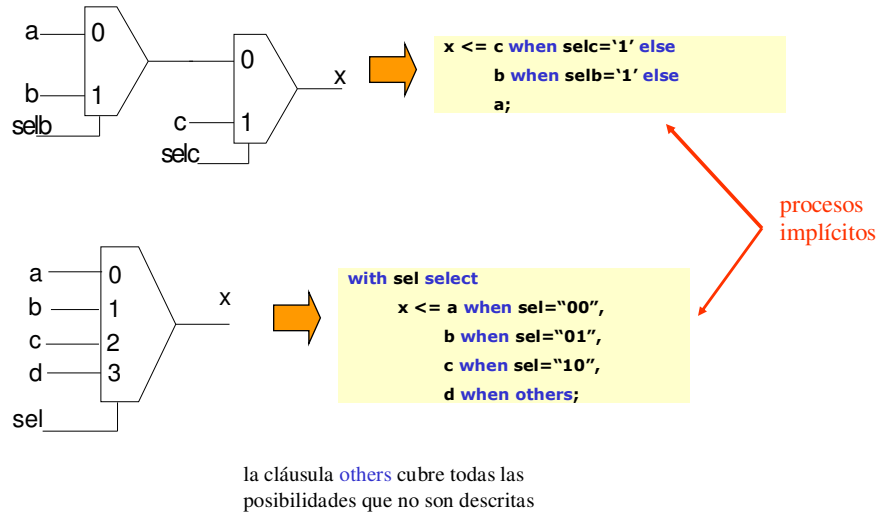 a
0
b
1
selb
0
c
1
selc
x
x <= c when selc=‘1’ else
b when selb=‘1’ else
a;
procesos
implícitos
a
0
b
1
c
2
d
3
sel
x
with sel select
x <= a when sel=“00”,
b when sel=“01”,
c when sel=“10”,
d when others;
la cláusula others cubre todas las
posibilidades que no son descritas